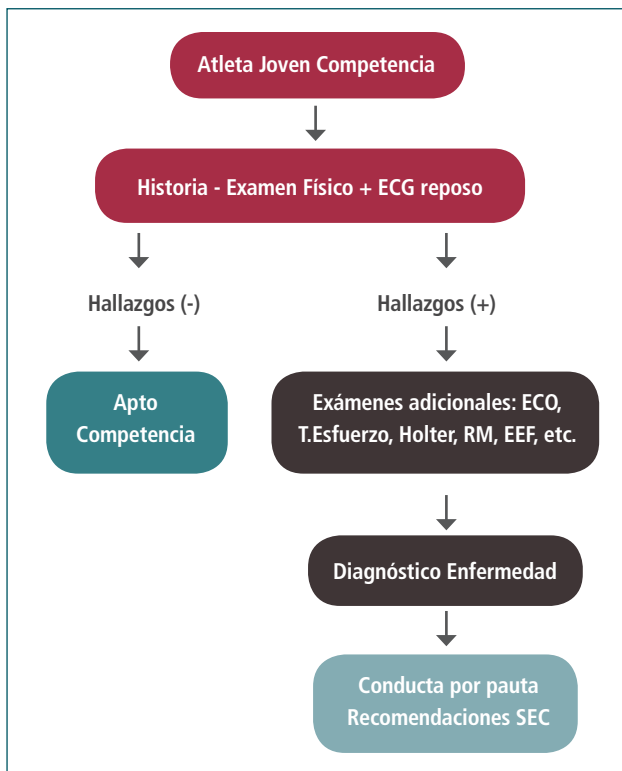 Atleta Joven Competencia
Historia - Examen Físico + ECG reposo
Hallazgos (-)
Hallazgos (+)
Apto
Competencia
Exámenes adicionales: ECO,
T.Esfuerzo, Holter, RM, EEF, etc.
Diagnóstico Enfermedad
Conducta por pauta
Recomendaciones SEC